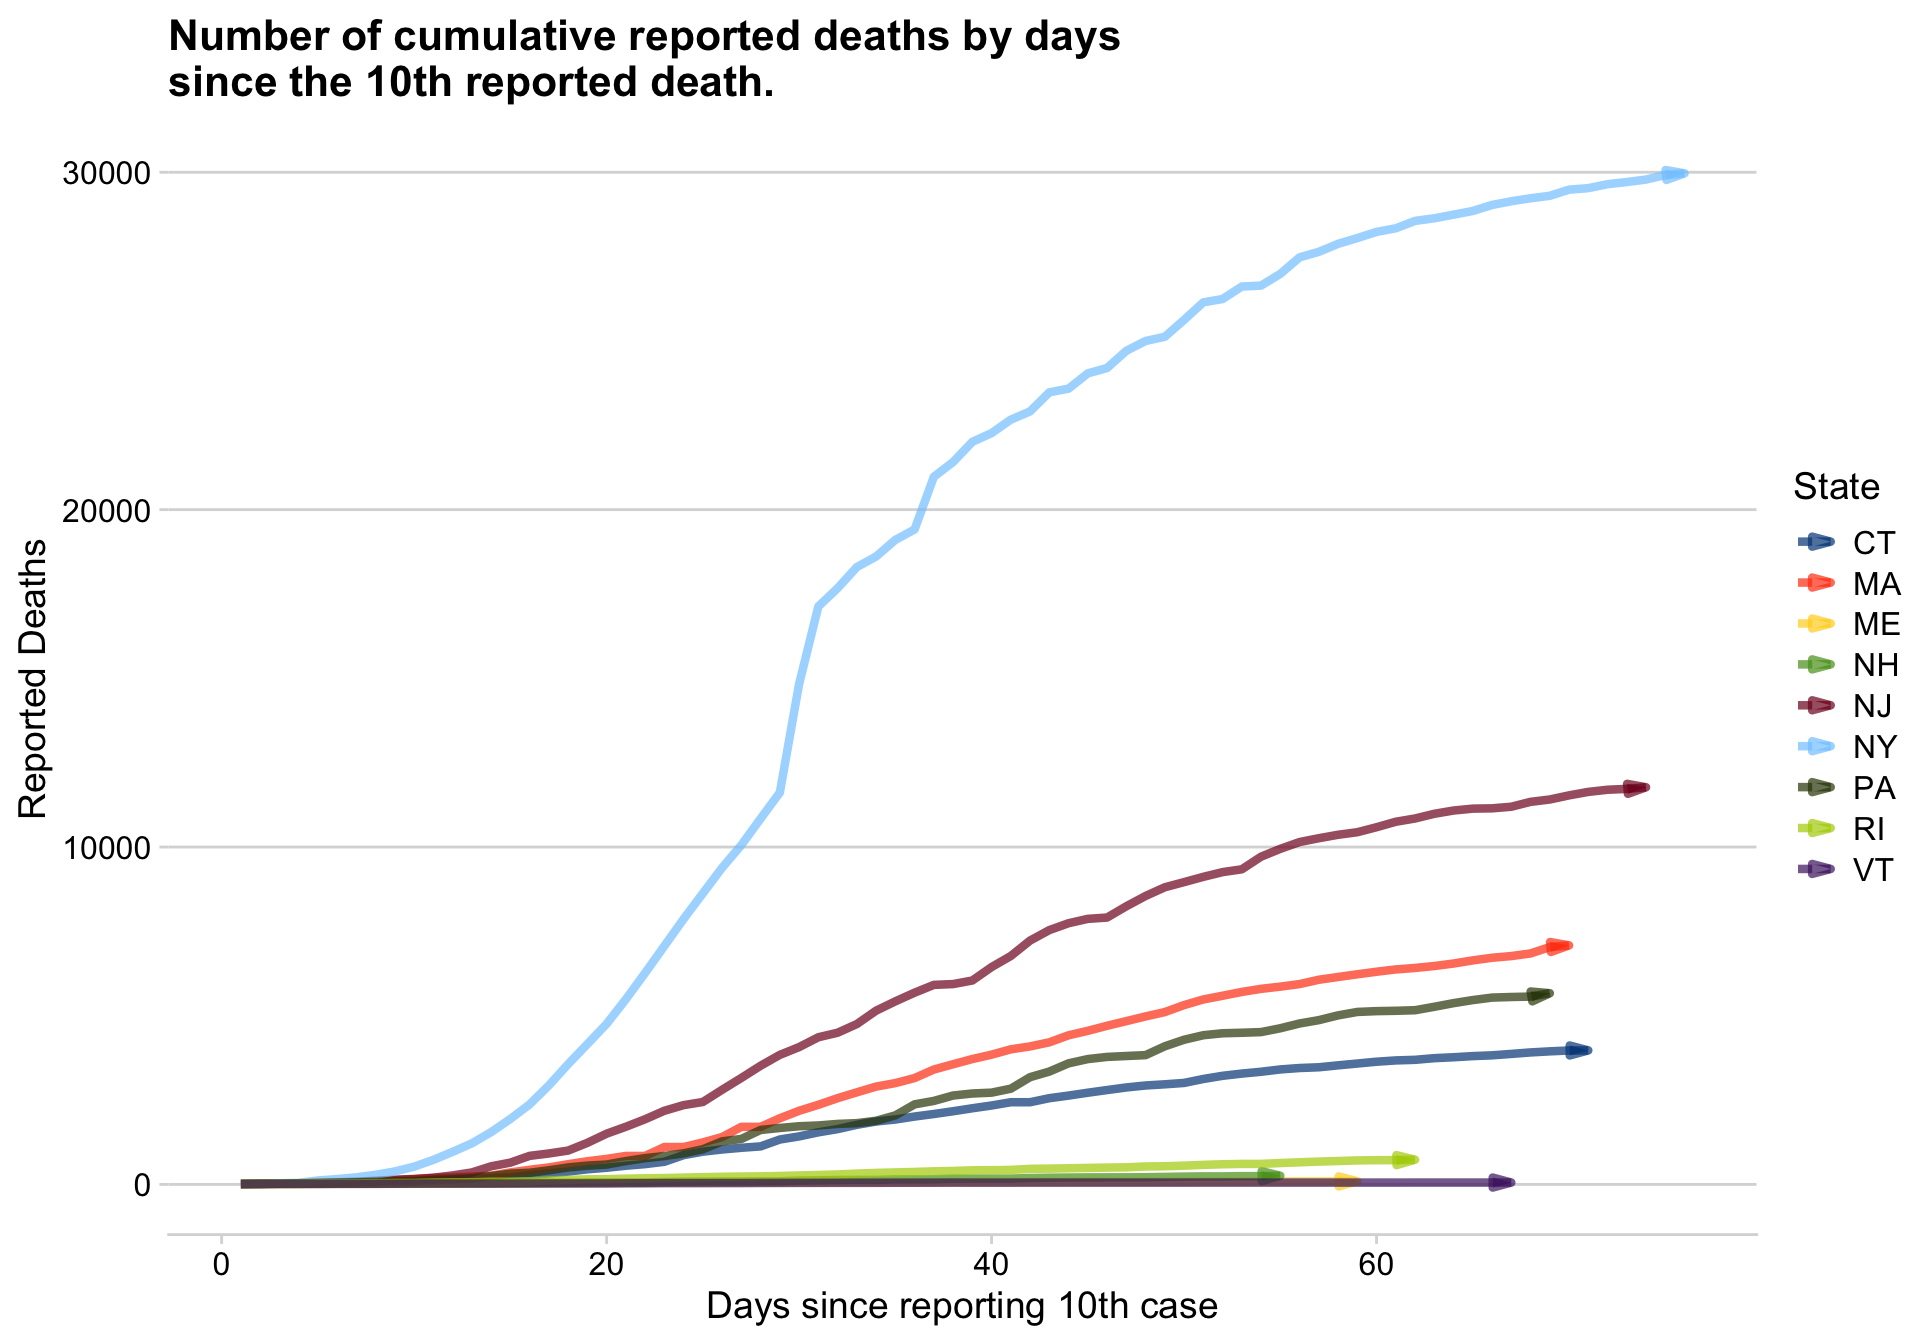 Number of cumulative reported deaths by days
since the 10th reported death.
30000
20000
10000
0
Reported Deaths
0 20 40 60
Days since reporting 10th case
State
CT
MA
ME
NH
NJ
NY
PA
RI
VT